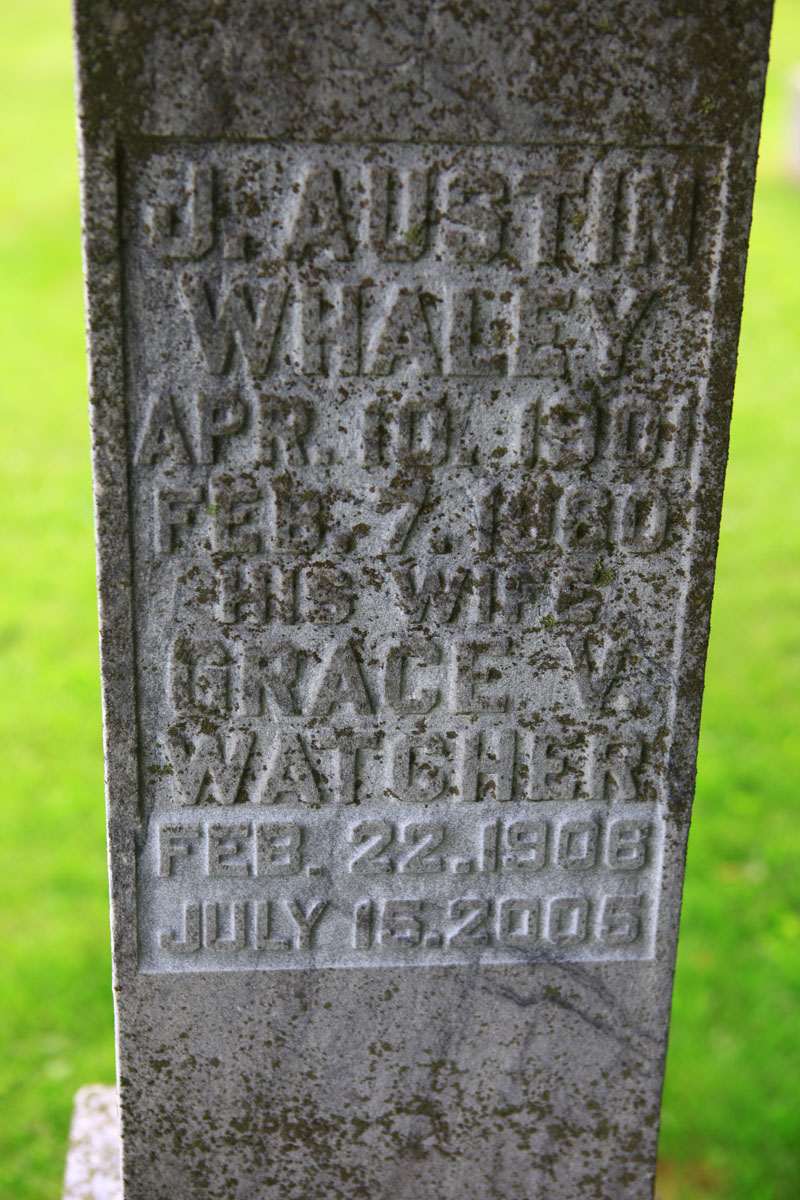 J. AUSTIN
WHALEY
APR. 10. 1901
FEB. 7. 1980
HIS WIFE
GRACE V.
WATCHER
FEB. 22. 1906
JULY 15. 2005